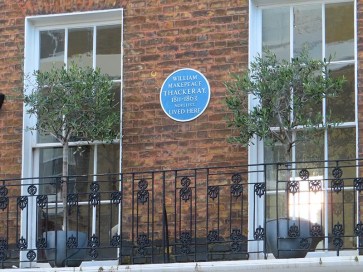 WILLIAM
MAKEPEACE
THACKERAY
1811-1863
NOVELIST
LIVED HERE